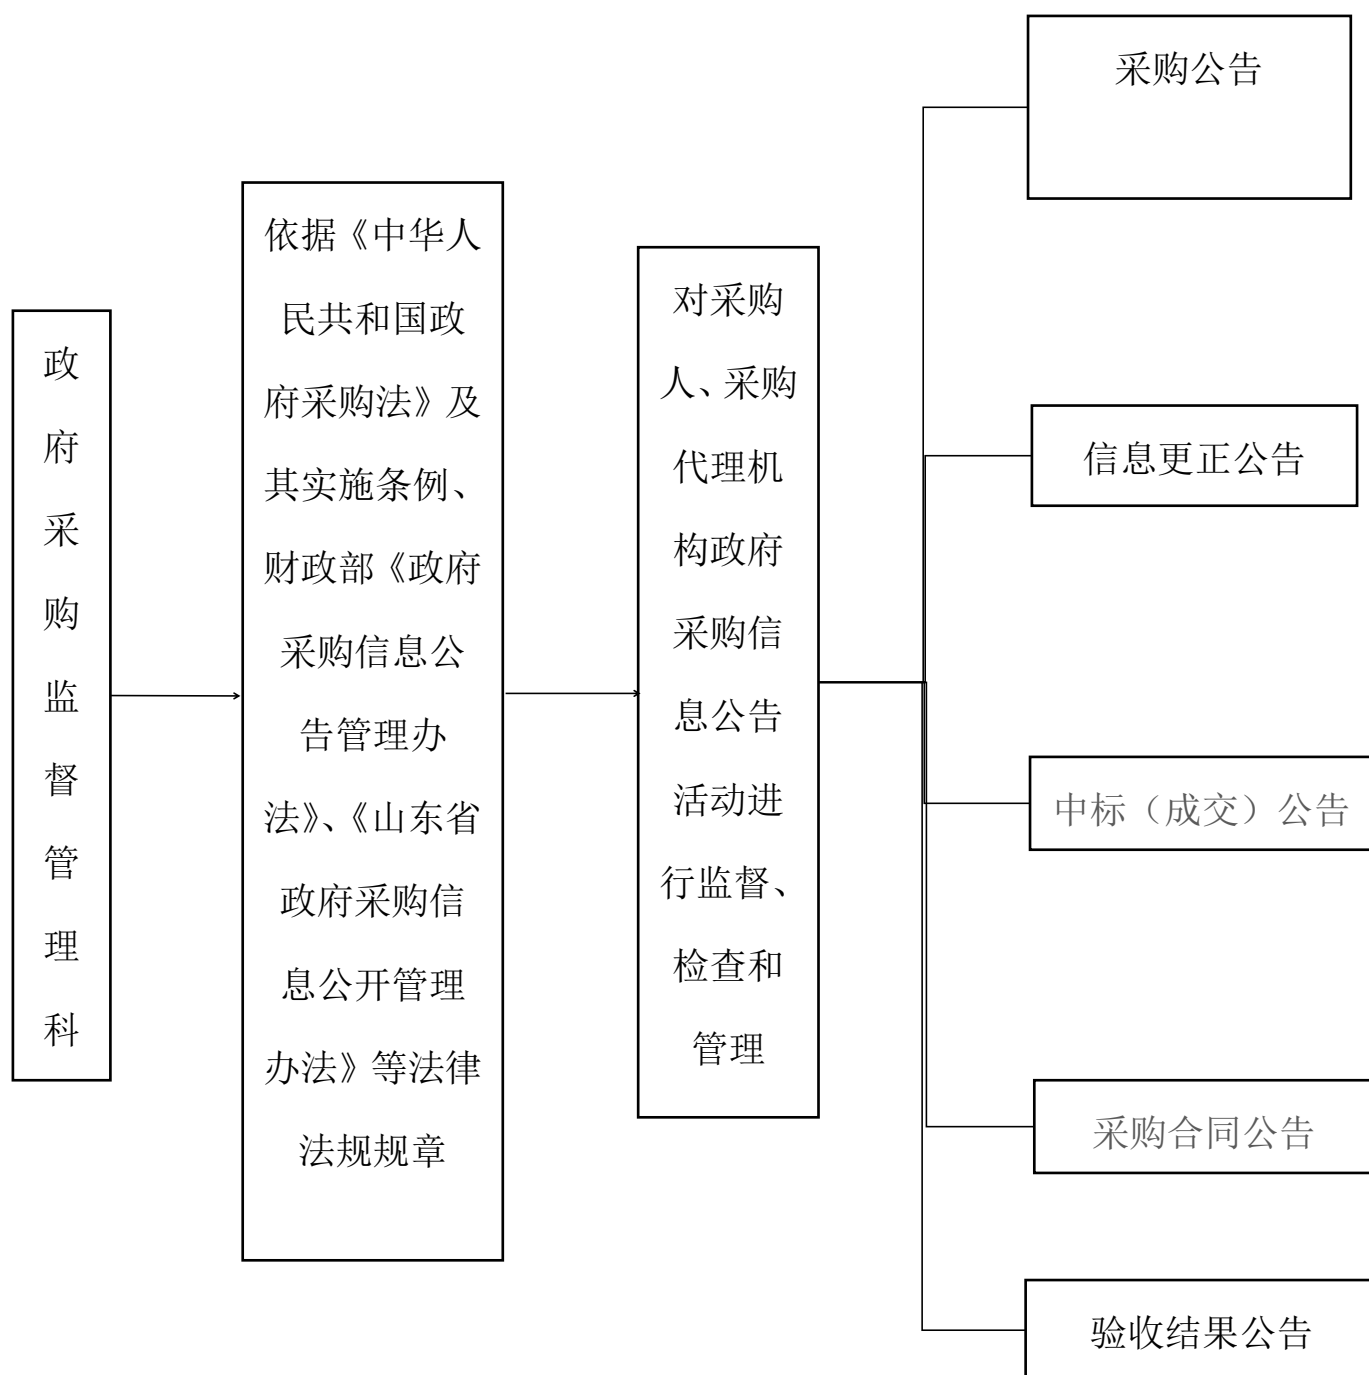 政
府
采
购
监
督
管
理
科
依据《中华人
民共和国政
府采购法》及
其实施条例、
财政部《政府
采购信息公
告管理办
法》、《山东省
政府采购信
息公开管理
办法》等法律
法规规章
对采购
人、采购
代理机
构政府
采购信
息公告
活动进
行监督、
检查和
管理
采购公告
信息更正公告
中标（成交）公告
采购合同公告
验收结果公告